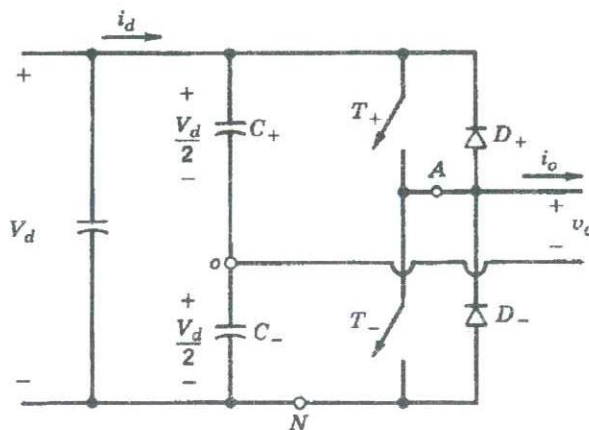 i_d
+
+
V_d/2
−
C_+
T_+
D_+
A
i_o
+
v_o
−
V_d
o
+
V_d/2
−
C_−
T_−
D_−
−
N